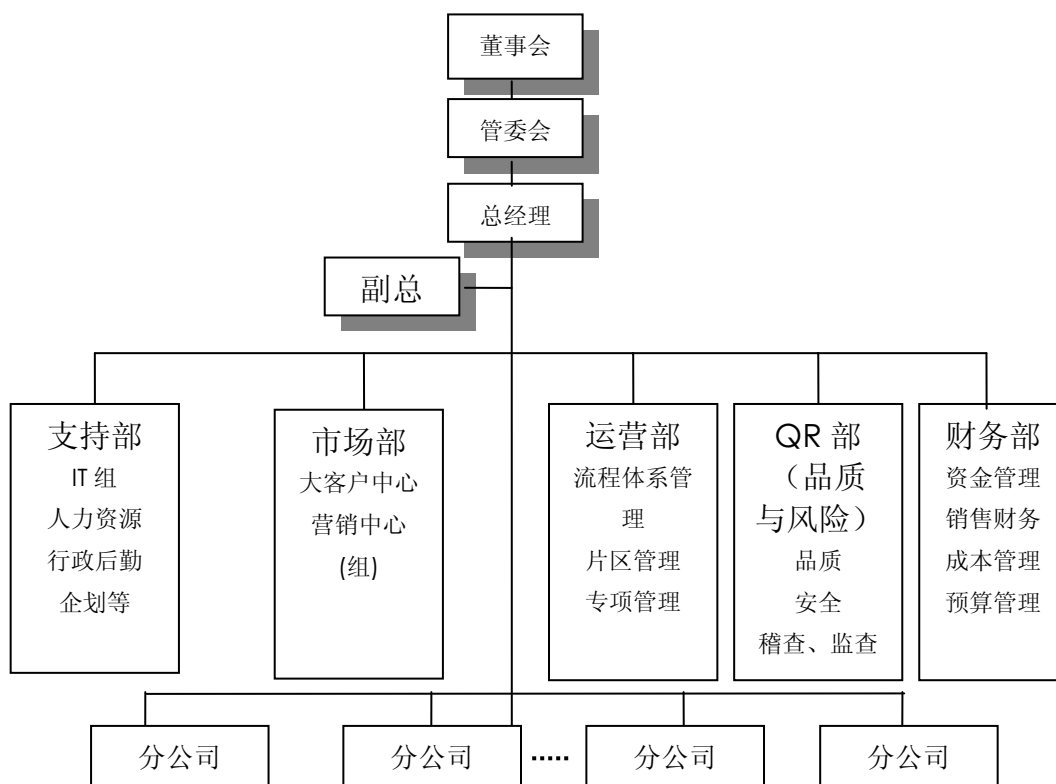 董事会
管委会
总经理
副总
支持部
IT 组
人力资源
行政后勤
企划等
市场部
大客户中心
营销中心
(组)
运营部
流程体系管
理
片区管理
专项管理
QR 部
（品质
与风险）
品质
安全
稽查、监查
财务部
资金管理
销售财务
成本管理
预算管理
分公司
分公司
.....
分公司
分公司